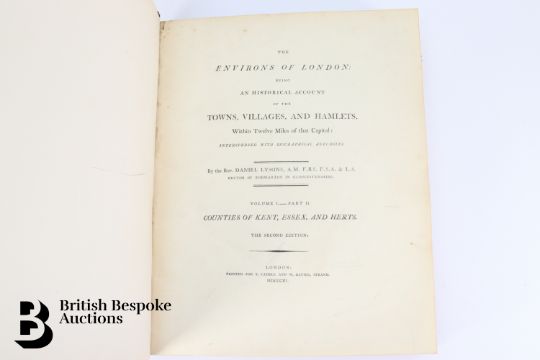 THE
ENVIRONS OF LONDON:
BEING
AN HISTORICAL ACCOUNT
OF THE
TOWNS, VILLAGES, AND HAMLETS,
Within Twelve Miles of that Capital:
INTERSPERSED WITH BIOGRAPHICAL ANECDOTES.
By the Rev. DANIEL LYSONS, A.M. F.R.S. F.S.A. & L.S.
RECTOR OF RODMARTON IN GLOUCESTERSHIRE.
VOLUME I.—PART II.
COUNTIES OF KENT, ESSEX, AND HERTS.
THE SECOND EDITION.
LONDON:
PRINTED FOR T. CADELL AND W. DAVIES, STRAND.
MDCCCXI.
British Bespoke
Auctions